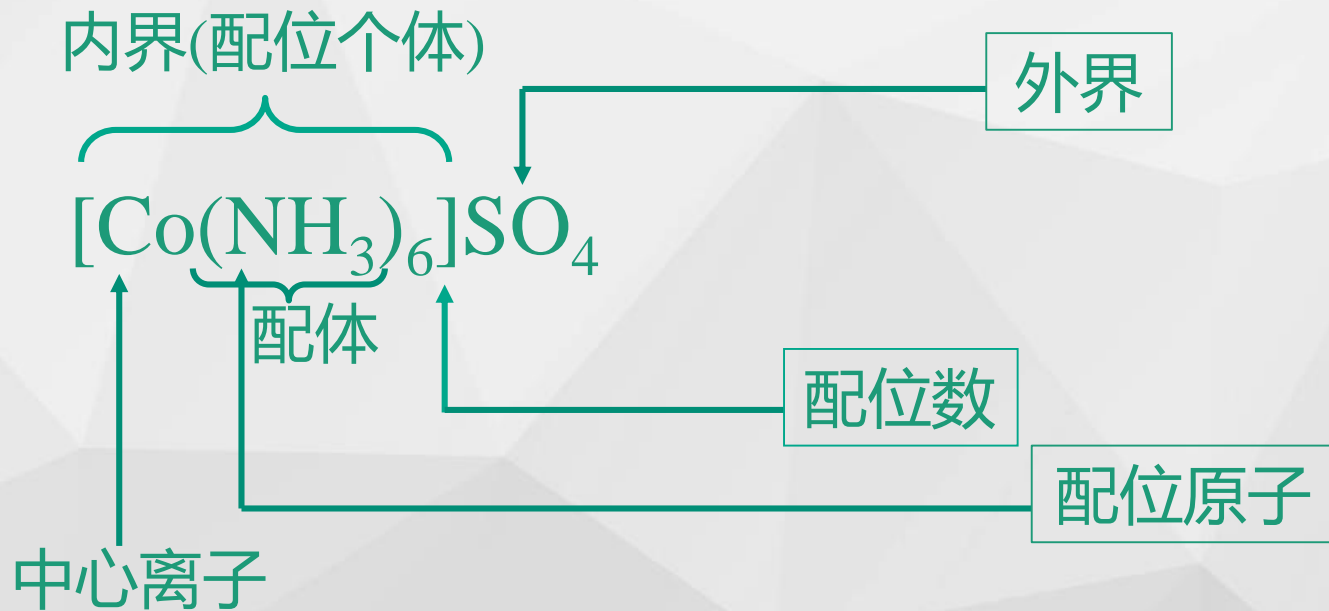 内界(配位个体)
外界
[Co(NH₃)₆]SO₄
配体
配位数
配位原子
中心离子